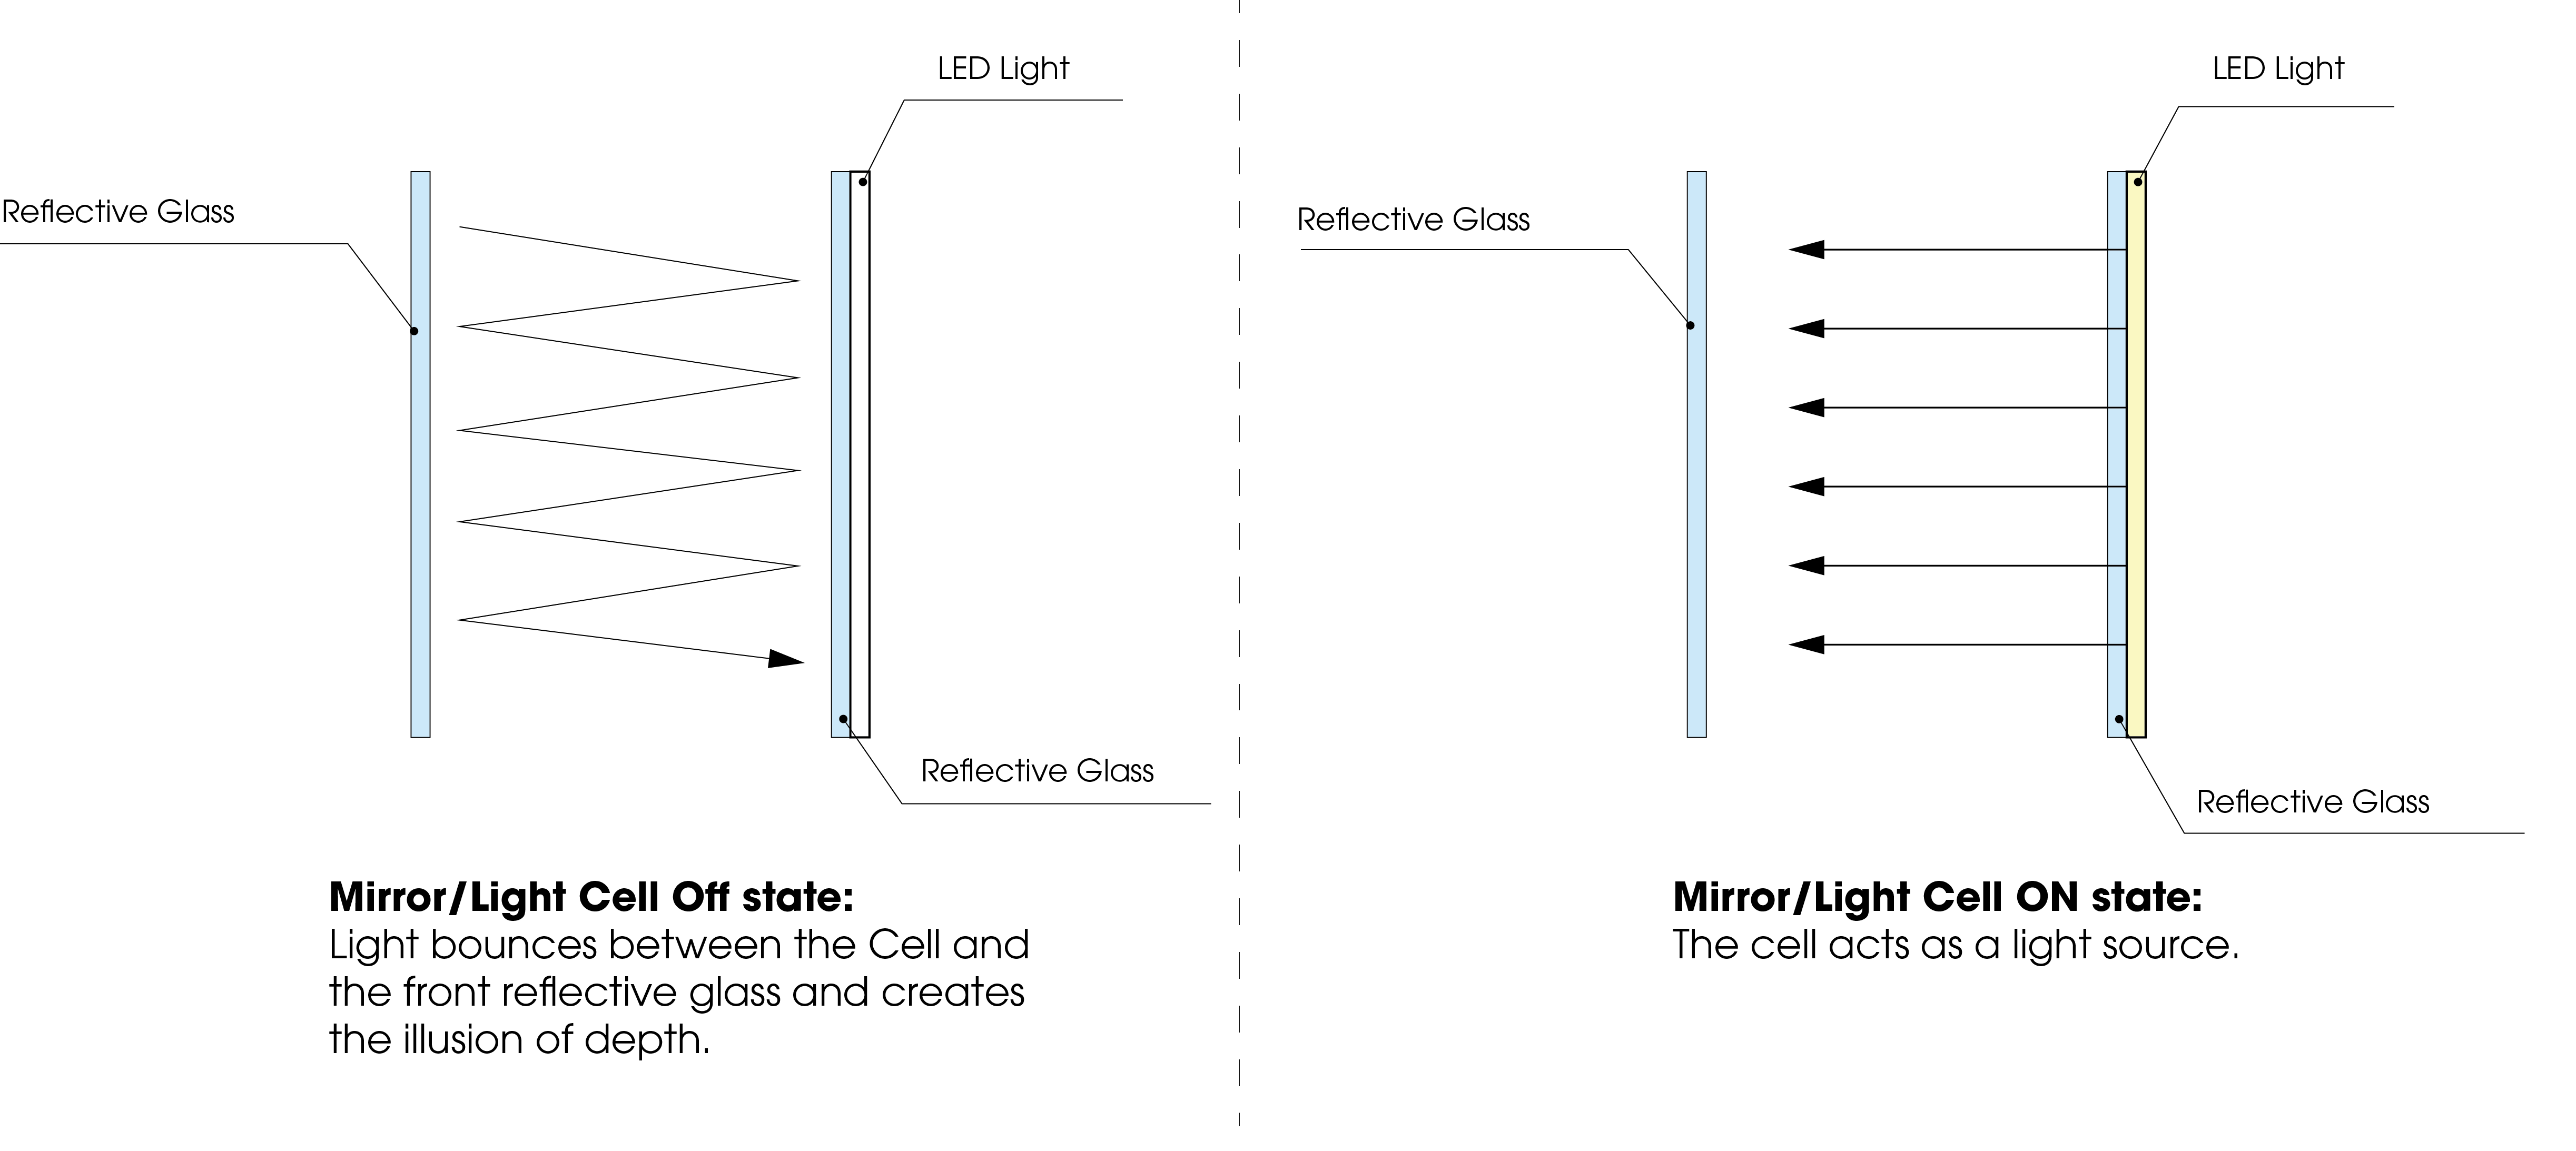 LED Light
Reflective Glass
Reflective Glass
Mirror/Light Cell Off state:
Light bounces between the Cell and
the front reflective glass and creates
the illusion of depth.
LED Light
Reflective Glass
Reflective Glass
Mirror/Light Cell ON state:
The cell acts as a light source.